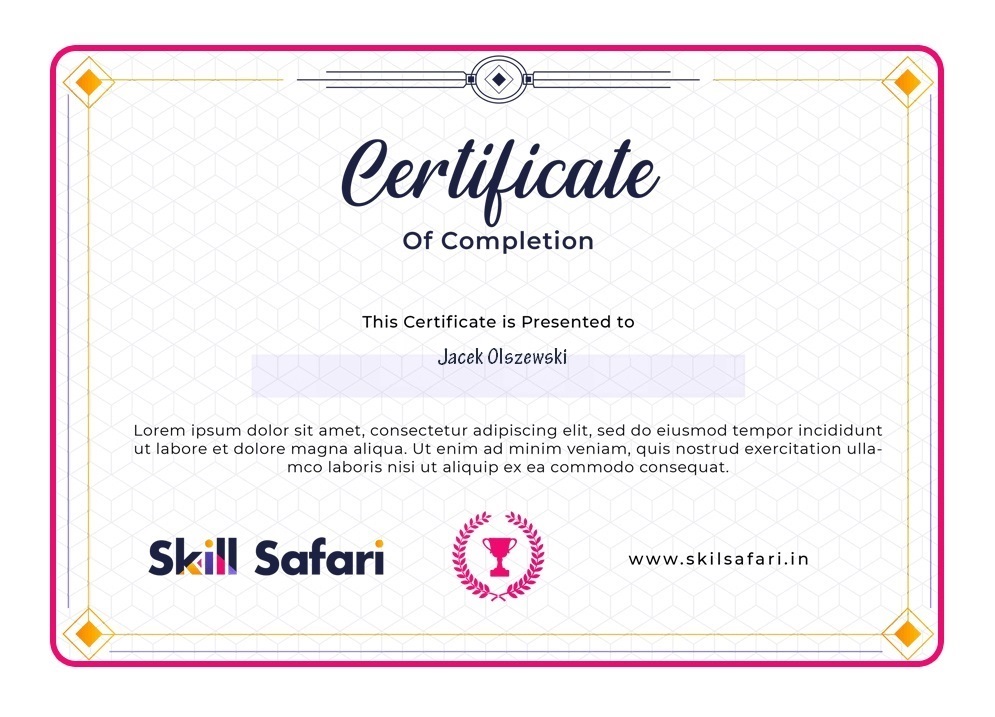 Certificate
Of Completion
This Certificate is Presented to
Jacek Olszewski
Lorem ipsum dolor sit amet, consectetur adipiscing elit, sed do eiusmod tempor incididunt
ut labore et dolore magna aliqua. Ut enim ad minim veniam, quis nostrud exercitation ulla-
mco laboris nisi ut aliquip ex ea commodo consequat.
Skill Safari
www.skilsafari.in